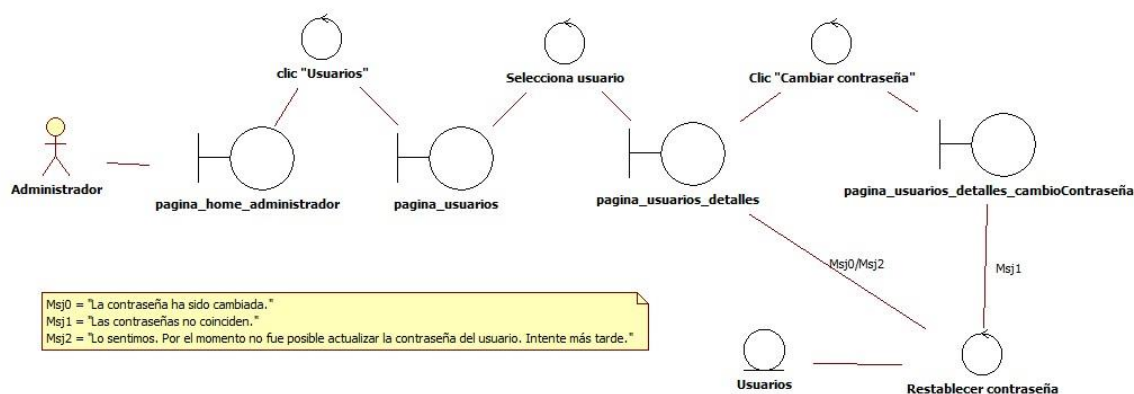 clic "Usuarios"
Selecciona usuario
Clic "Cambiar contraseña"
Administrador
pagina_home_administrador
pagina_usuarios
pagina_usuarios_detalles
pagina_usuarios_detalles_cambioContraseña
Msj0/Msj2
Msj1
Msj0 = "La contraseña ha sido cambiada."
Msj1 = "Las contraseñas no coinciden."
Msj2 = "Lo sentimos. Por el momento no fue posible actualizar la contraseña del usuario. Intente más tarde."
Usuarios
Restablecer contraseña